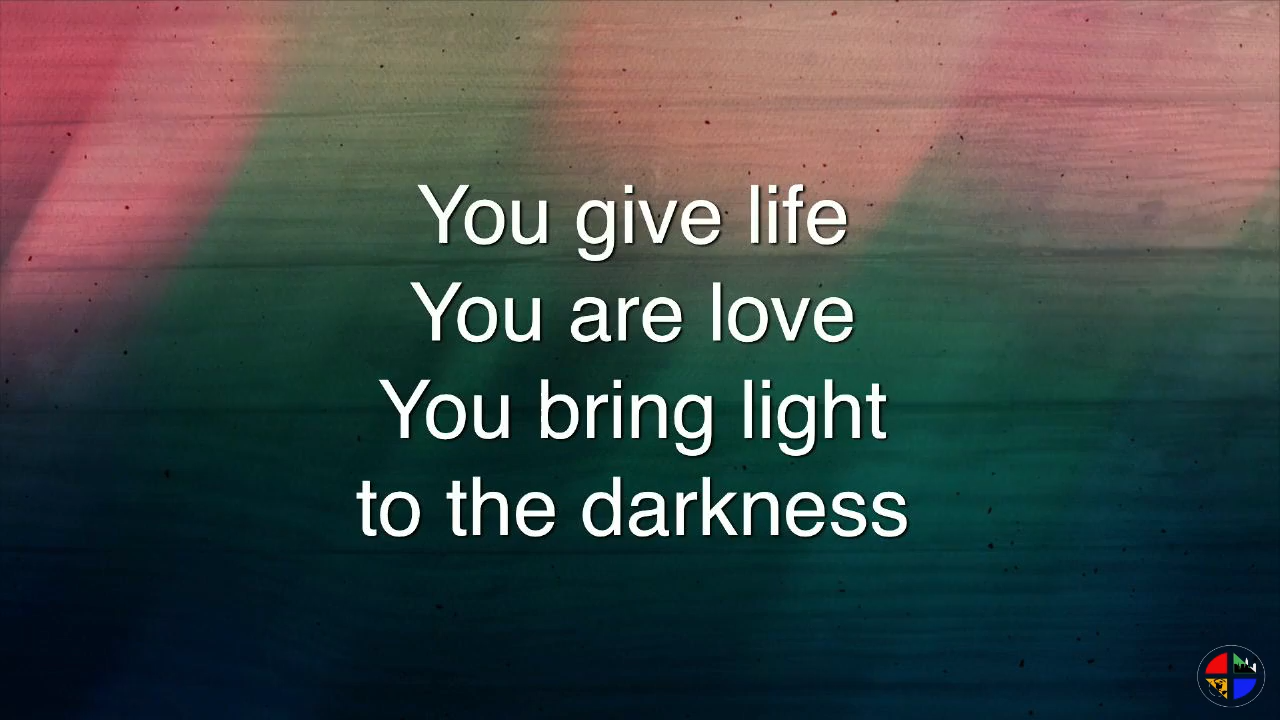 You give life
You are love
You bring light
to the darkness